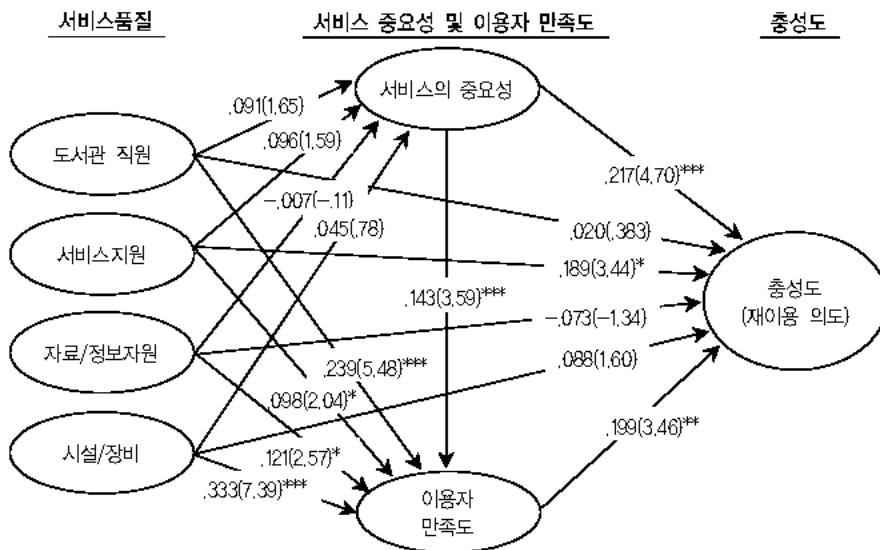 서비스품질
서비스 중요성 및 이용자 만족도
충성도
서비스의 중요성
.091(1.65)
.096(1.59)
도서관 직원
.217(4.70)***
-.007(-.11)
.045(.78)
.020(.383)
서비스지원
.189(3.44)*
충성도
(재이용 의도)
.143(3.59)***
-.073(-1.34)
자료/정보자원
.239(5.48)***
.088(1.60)
.098(2.04)*
.199(3.46)**
시설/장비
.121(2.57)*
.333(7.39)***
이용자
만족도